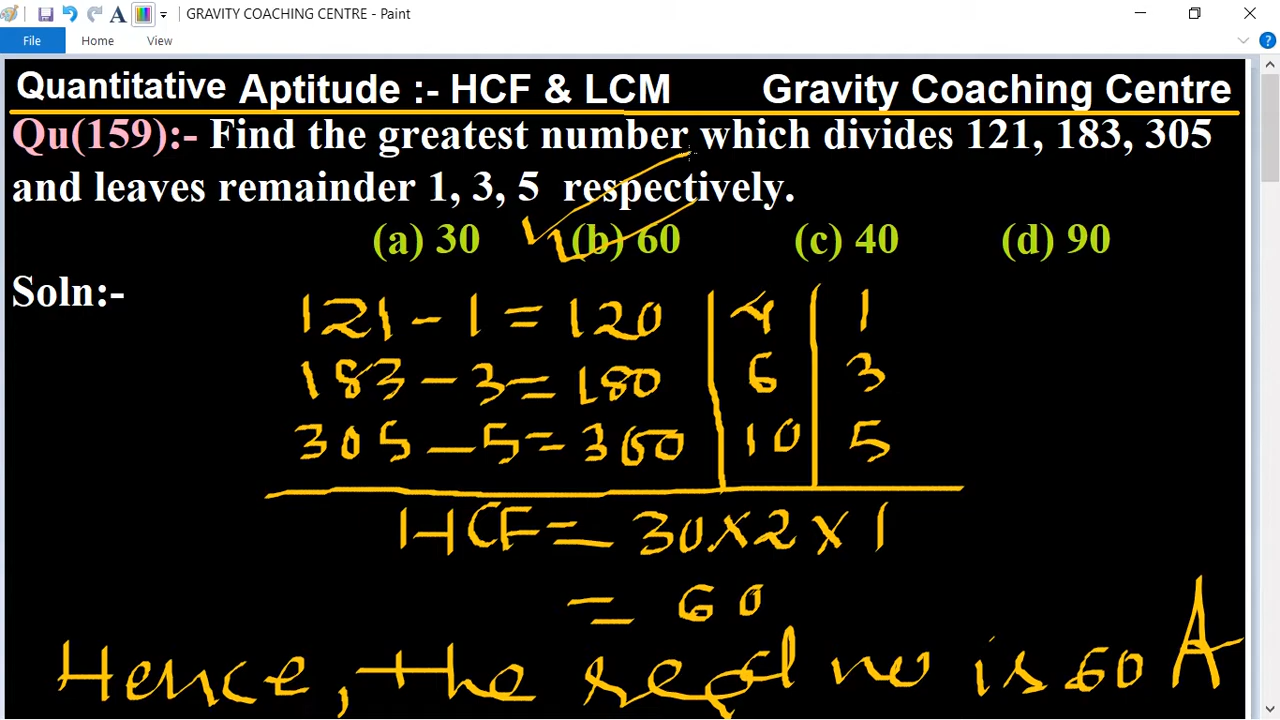 GRAVITY COACHING CENTRE - Paint
File Home View
Quantitative Aptitude :- HCF & LCM Gravity Coaching Centre
Qu(159):- Find the greatest number which divides 121, 183, 305
and leaves remainder 1, 3, 5 respectively.
(a) 30 (b) 60 (c) 40 (d) 90
Soln:-
121 - 1 = 120 | 4 | 1
183 - 3 = 180 | 6 | 3
305 - 5 = 300 | 10 | 5
HCF = 30 × 2 × 1
= 60
Hence, the reqd no is 60 A